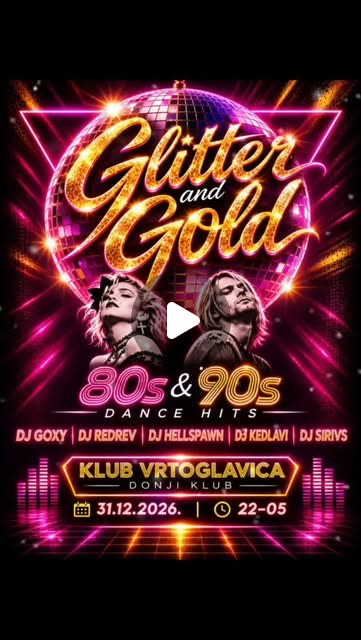 Glitter
and
Gold
80s & 90s
DANCE HITS
DJ GOXY | DJ REDREV | DJ HELLSPAWN | DJ KEDLAVI | DJ SIRIVS
KLUB VRTOGLAVICA
DONJI KLUB
31.12.2026. | 22-05